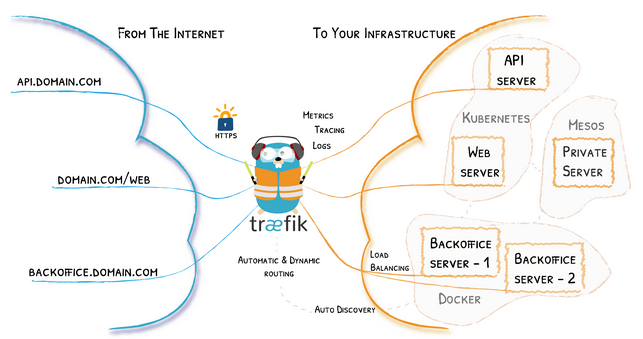 From The Internet
To Your Infrastructure
api.domain.com
HTTPS
Metrics
Tracing
Logs
API
server
Kubernetes
Mesos
domain.com/web
Web
server
Private
Server
træfik
backoffice.domain.com
Automatic & Dynamic
routing
Load
Balancing
Backoffice
server - 1
Backoffice
server - 2
Docker
Auto Discovery